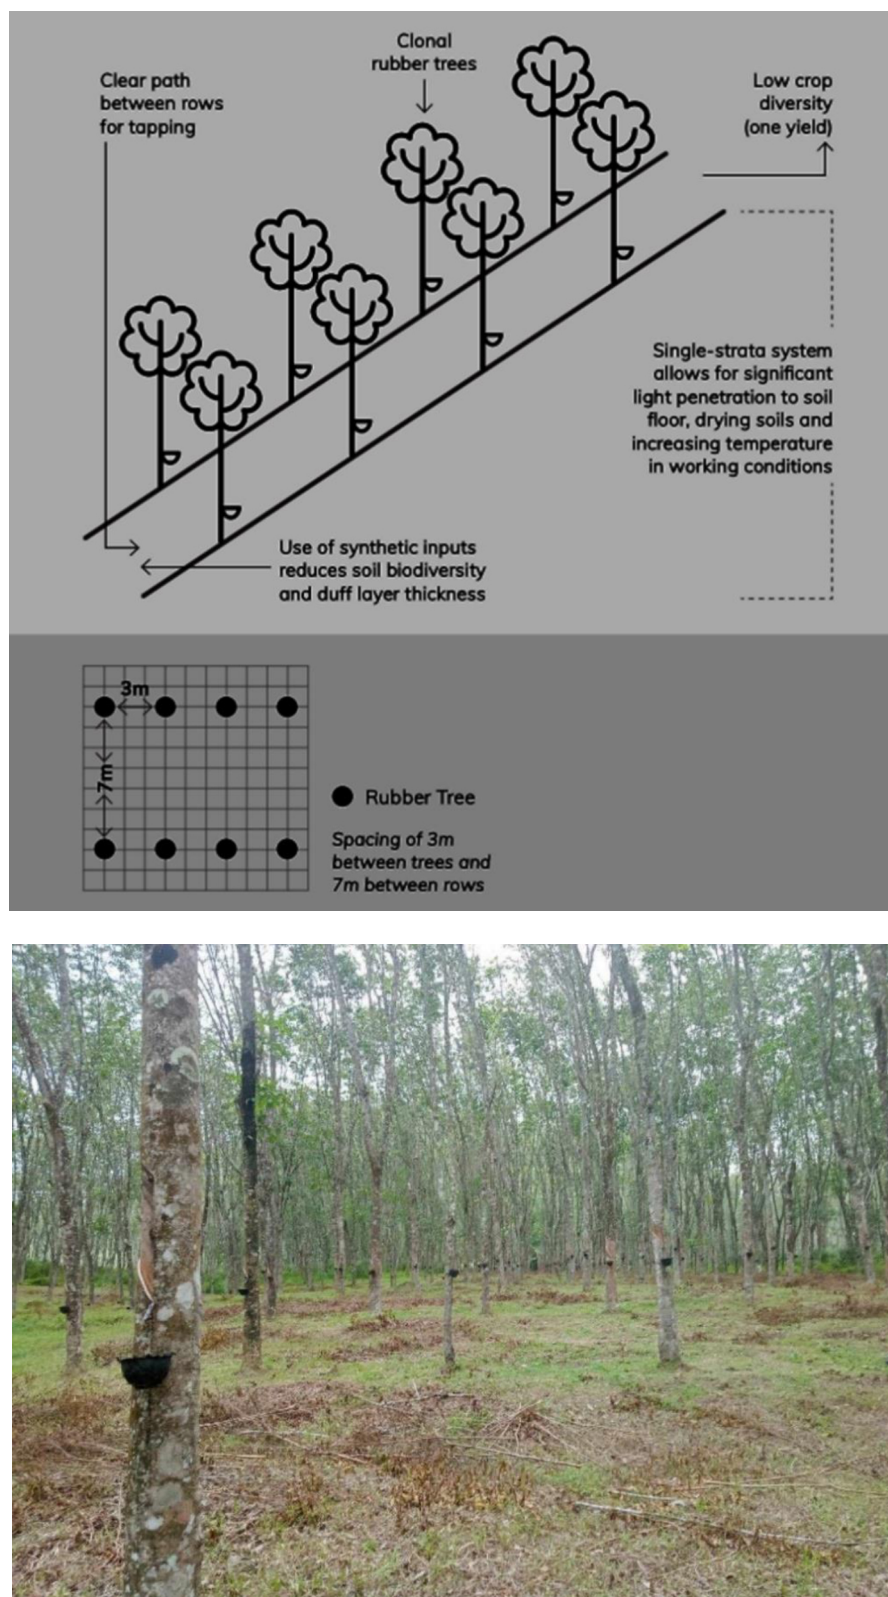 Clonal
rubber trees
Clear path
between rows
for tapping
Low crop
diversity
(one yield)
Single-strata system
allows for significant
light penetration to soil
floor, drying soils and
increasing temperature
in working conditions
Use of synthetic inputs
reduces soil biodiversity
and duff layer thickness
3m
7m
Rubber Tree
Spacing of 3m
between trees and
7m between rows